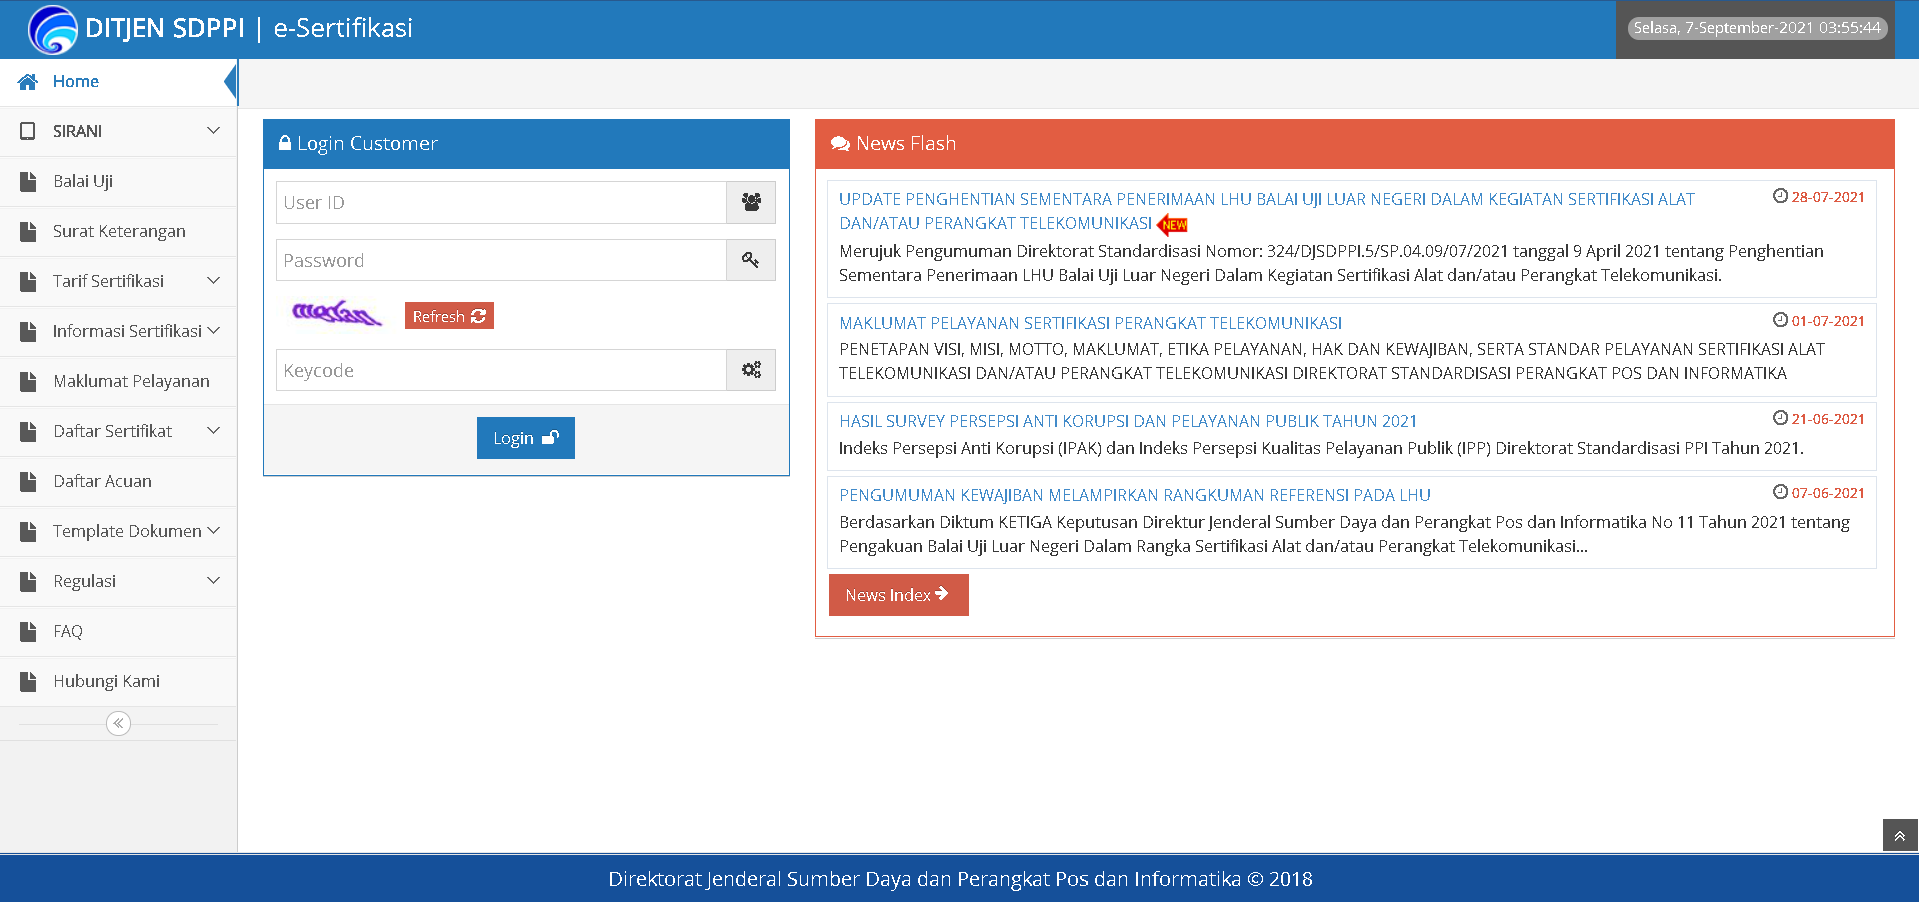 DITJEN SDPPI | e-Sertifikasi
Selasa, 7-September-2021 03:55:44
Home
SIRANI
Balai Uji
Surat Keterangan
Tarif Sertifikasi
Informasi Sertifikasi
Maklumat Pelayanan
Daftar Sertifikat
Daftar Acuan
Template Dokumen
Regulasi
FAQ
Hubungi Kami
Login Customer
User ID
Password
Refresh
Keycode
Login
News Flash
UPDATE PENGHENTIAN SEMENTARA PENERIMAAN LHU BALAI UJI LUAR NEGERI DALAM KEGIATAN SERTIFIKASI ALAT
DAN/ATAU PERANGKAT TELEKOMUNIKASI NEW
28-07-2021
Merujuk Pengumuman Direktorat Standardisasi Nomor: 324/DJSDPPI.5/SP.04.09/07/2021 tanggal 9 April 2021 tentang Penghentian
Sementara Penerimaan LHU Balai Uji Luar Negeri Dalam Kegiatan Sertifikasi Alat dan/atau Perangkat Telekomunikasi.
MAKLUMAT PELAYANAN SERTIFIKASI PERANGKAT TELEKOMUNIKASI
01-07-2021
PENETAPAN VISI, MISI, MOTTO, MAKLUMAT, ETIKA PELAYANAN, HAK DAN KEWAJIBAN, SERTA STANDAR PELAYANAN SERTIFIKASI ALAT
TELEKOMUNIKASI DAN/ATAU PERANGKAT TELEKOMUNIKASI DIREKTORAT STANDARDISASI PERANGKAT POS DAN INFORMATIKA
HASIL SURVEY PERSEPSI ANTI KORUPSI DAN PELAYANAN PUBLIK TAHUN 2021
21-06-2021
Indeks Persepsi Anti Korupsi (IPAK) dan Indeks Persepsi Kualitas Pelayanan Publik (IPP) Direktorat Standardisasi PPI Tahun 2021.
PENGUMUMAN KEWAJIBAN MELAMPIRKAN RANGKUMAN REFERENSI PADA LHU
07-06-2021
Berdasarkan Diktum KETIGA Keputusan Direktur Jenderal Sumber Daya dan Perangkat Pos dan Informatika No 11 Tahun 2021 tentang
Pengakuan Balai Uji Luar Negeri Dalam Rangka Sertifikasi Alat dan/atau Perangkat Telekomunikasi...
News Index
Direktorat Jenderal Sumber Daya dan Perangkat Pos dan Informatika © 2018